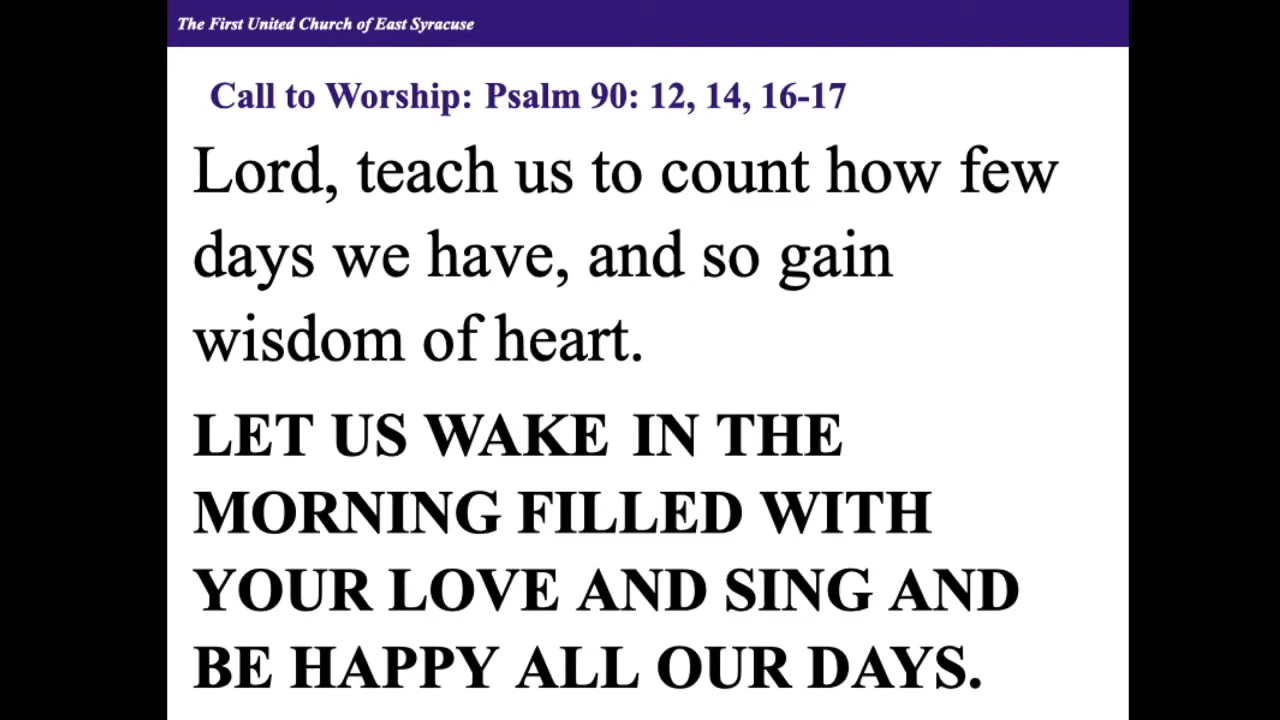 The First United Church of East Syracuse
Call to Worship: Psalm 90: 12, 14, 16-17
Lord, teach us to count how few
days we have, and so gain
wisdom of heart.
LET US WAKE IN THE
MORNING FILLED WITH
YOUR LOVE AND SING AND
BE HAPPY ALL OUR DAYS.